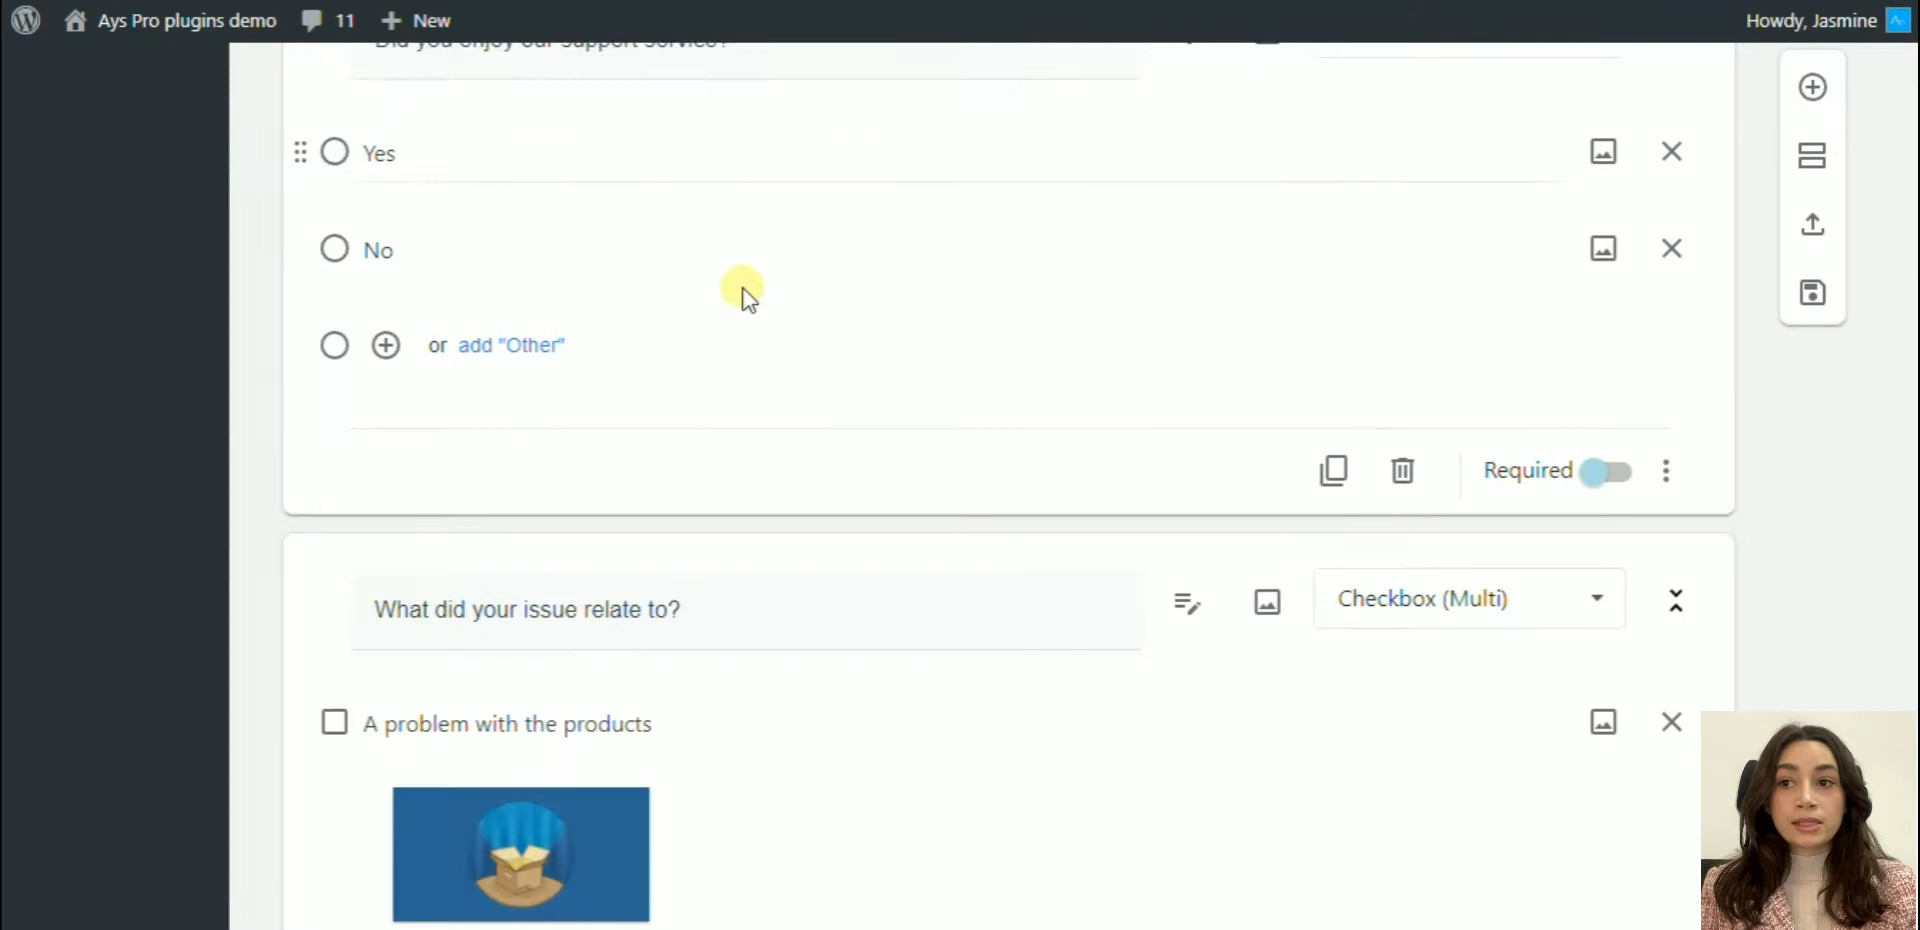 Ays Pro plugins demo 11 New Howdy, Jasmine
Did you enjoy our support service?
Yes
No
or add "Other"
Required
What did your issue relate to? Checkbox (Multi)
A problem with the products